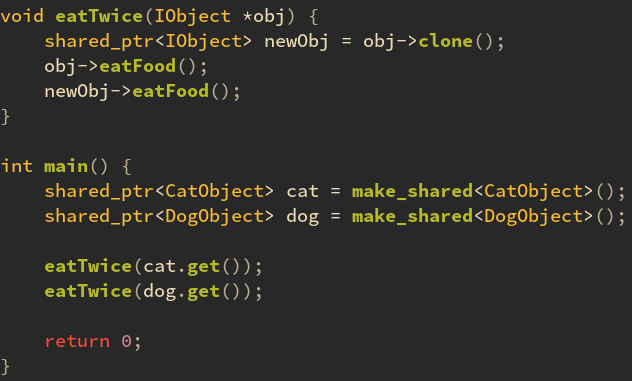 void eatTwice(IObject *obj) {
    shared_ptr<IObject> newObj = obj->clone();
    obj->eatFood();
    newObj->eatFood();
}

int main() {
    shared_ptr<CatObject> cat = make_shared<CatObject>();
    shared_ptr<DogObject> dog = make_shared<DogObject>();

    eatTwice(cat.get());
    eatTwice(dog.get());

    return 0;
}